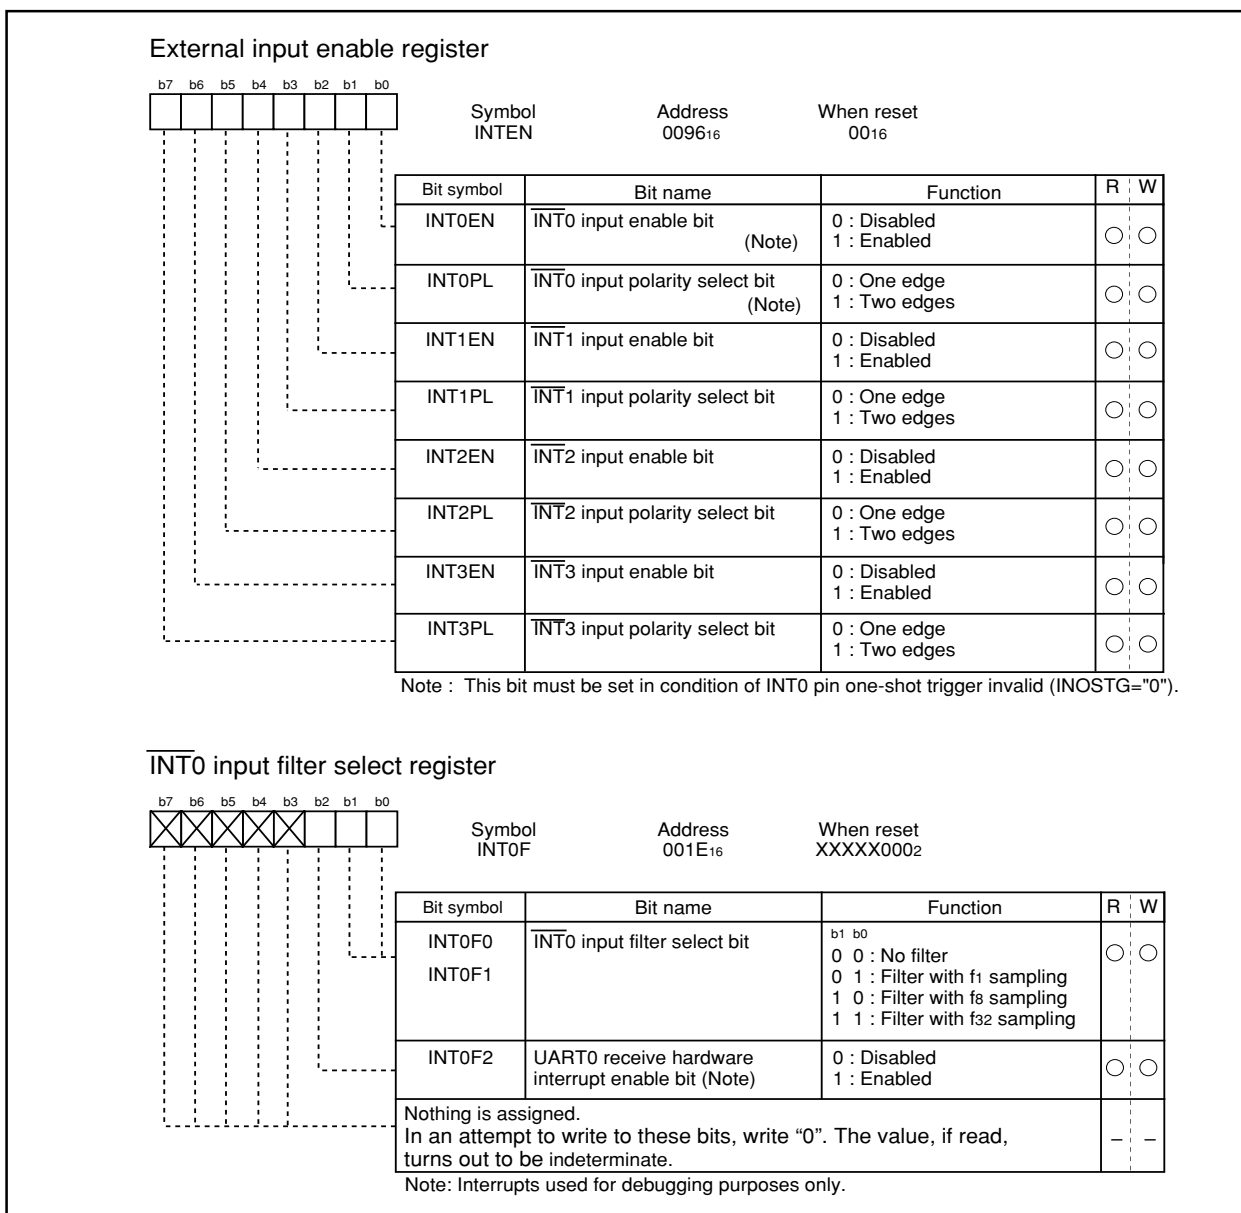 External input enable register
b7 b6 b5 b4 b3 b2 b1 b0
Symbol Address When reset
INTEN 009616 0016
Bit symbol Bit name Function R W
INT0EN INT0 input enable bit (Note) 0 : Disabled
1 : Enabled
INT0PL INT0 input polarity select bit (Note) 0 : One edge
1 : Two edges
INT1EN INT1 input enable bit 0 : Disabled
1 : Enabled
INT1PL INT1 input polarity select bit 0 : One edge
1 : Two edges
INT2EN INT2 input enable bit 0 : Disabled
1 : Enabled
INT2PL INT2 input polarity select bit 0 : One edge
1 : Two edges
INT3EN INT3 input enable bit 0 : Disabled
1 : Enabled
INT3PL INT3 input polarity select bit 0 : One edge
1 : Two edges
Note : This bit must be set in condition of INT0 pin one-shot trigger invalid (INOSTG="0").
INT0 input filter select register
b7 b6 b5 b4 b3 b2 b1 b0
Symbol Address When reset
INT0F 001E16 XXXXX0002
Bit symbol Bit name Function R W
INT0F0 INT0 input filter select bit b1 b0
0 0 : No filter
INT0F1 0 1 : Filter with f1 sampling
1 0 : Filter with f8 sampling
1 1 : Filter with f32 sampling
INT0F2 UART0 receive hardware 0 : Disabled
interrupt enable bit (Note) 1 : Enabled
Nothing is assigned.
In an attempt to write to these bits, write “0”. The value, if read, – –
turns out to be indeterminate.
Note: Interrupts used for debugging purposes only.